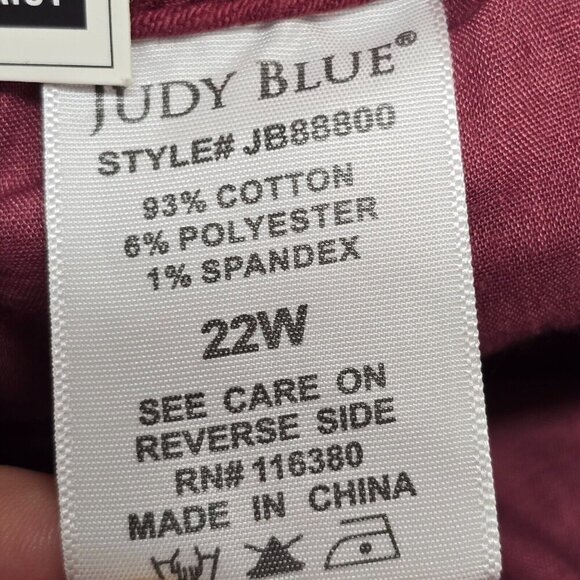 JUDY BLUE®
STYLE# JB88800
93% COTTON
6% POLYESTER
1% SPANDEX
22W
SEE CARE ON
REVERSE SIDE
RN# 116380
MADE IN CHINA